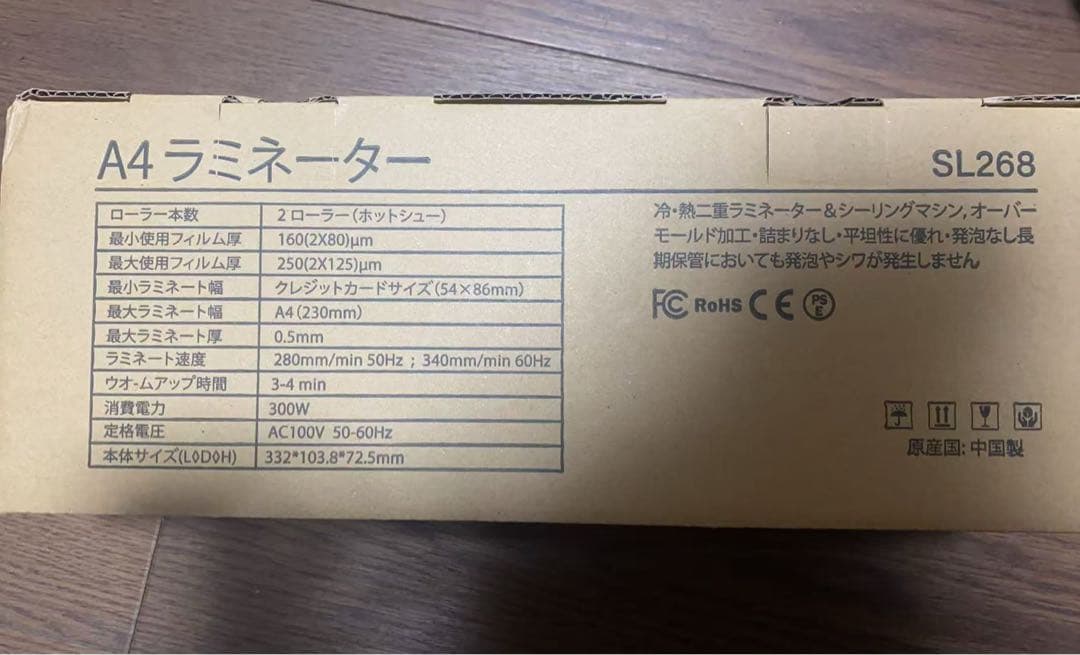 A4 ラミネーター
SL268
ローラー本数 2 ローラー(ホットシュー)
最小使用フィルム厚 160(2X80)μm
最大使用フィルム厚 250(2X125)μm
最小ラミネート幅 クレジットカードサイズ(54×86mm)
最大ラミネート幅 A4(230mm)
最大ラミネート厚 0.5mm
ラミネート速度 280mm/min 50Hz ; 340mm/min 60Hz
ウオームアップ時間 3-4 min
消費電力 300W
定格電圧 AC100V 50-60Hz
本体サイズ(L◊D◊H) 332*103.8*72.5mm
冷・熱二重ラミネーター&シーリングマシン,オーバー
モールド加工・詰まりなし・平坦性に優れ・発泡なし長
期保管においても発泡やシワが発生しません
FC RoHS CE PSE
原産国: 中国製